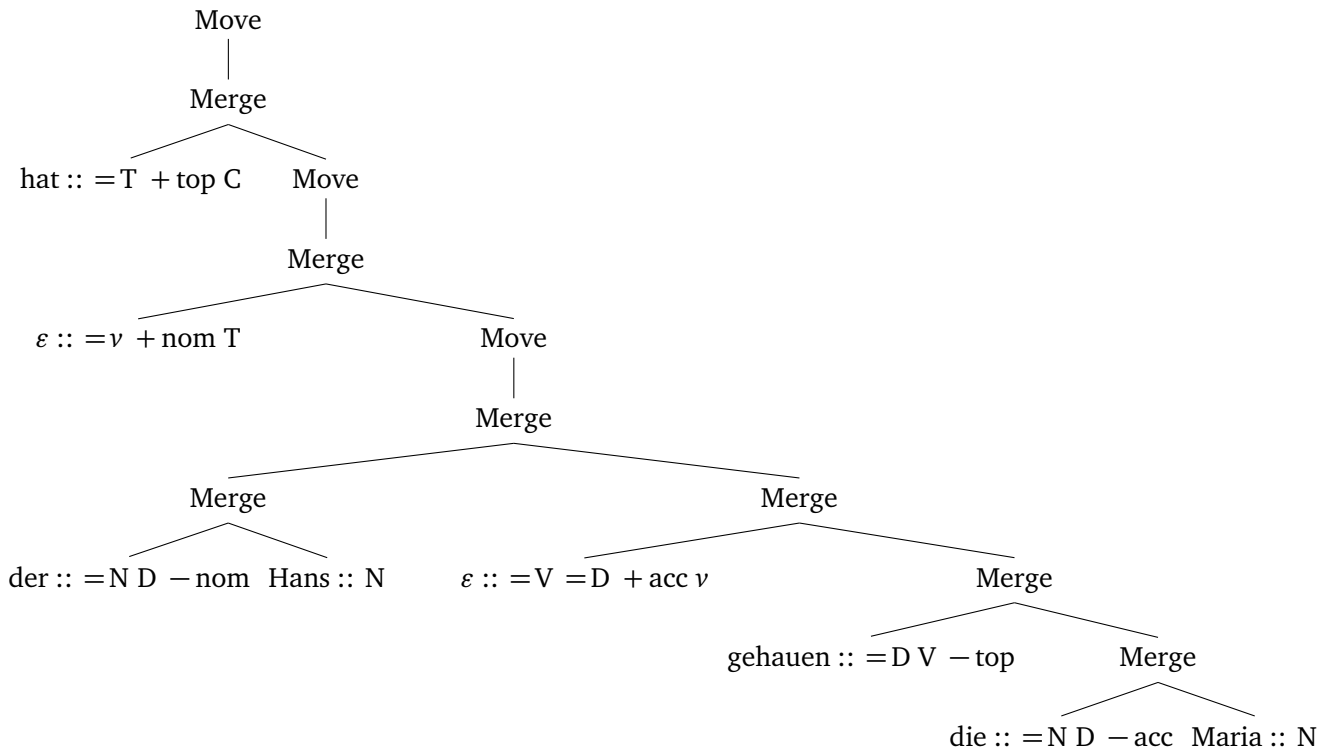 Move
Merge
hat :: =T +top C Move
Merge
ε :: =v +nom T Move
Merge
Merge Merge
der :: =N D −nom Hans :: N ε :: =V =D +acc v Merge
gehauen :: =D V −top Merge
die :: =N D −acc Maria :: N